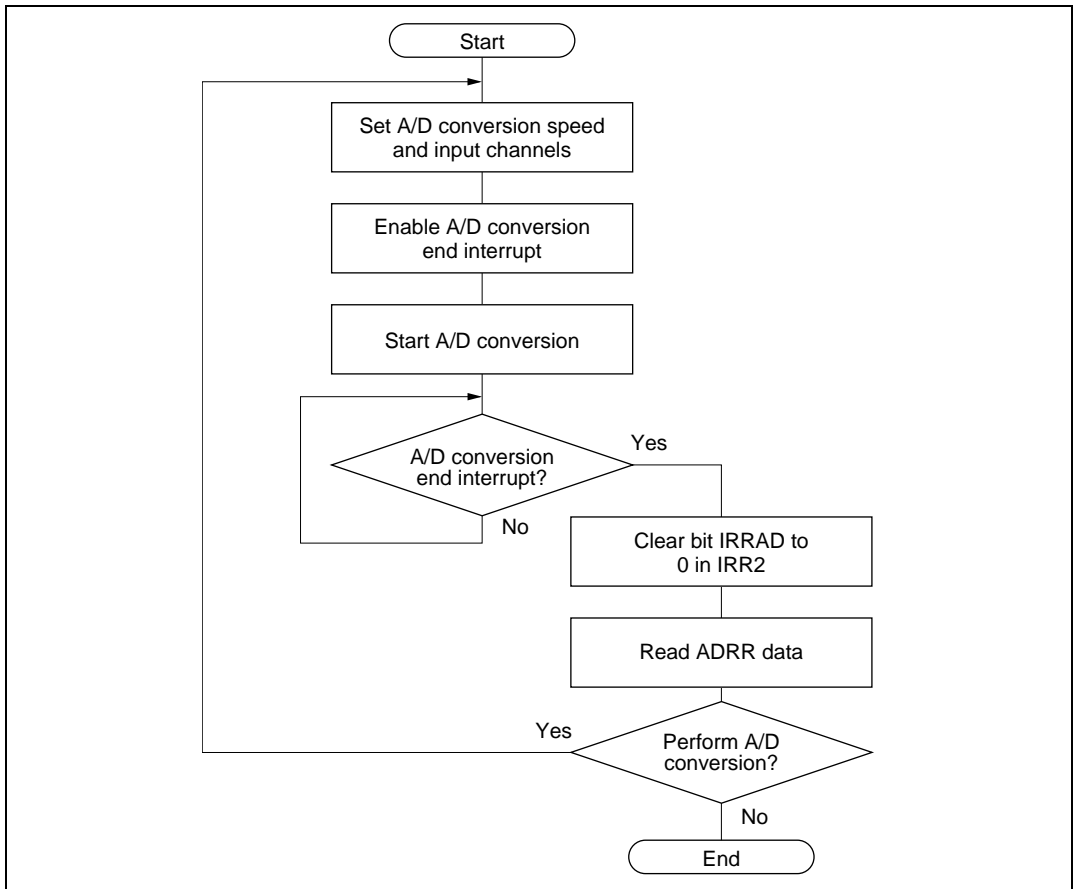 Start
Set A/D conversion speed
and input channels
Enable A/D conversion
end interrupt
Start A/D conversion
A/D conversion
end interrupt?
Yes
No
Clear bit IRRAD to
0 in IRR2
Read ADRR data
Perform A/D
conversion?
Yes
No
End